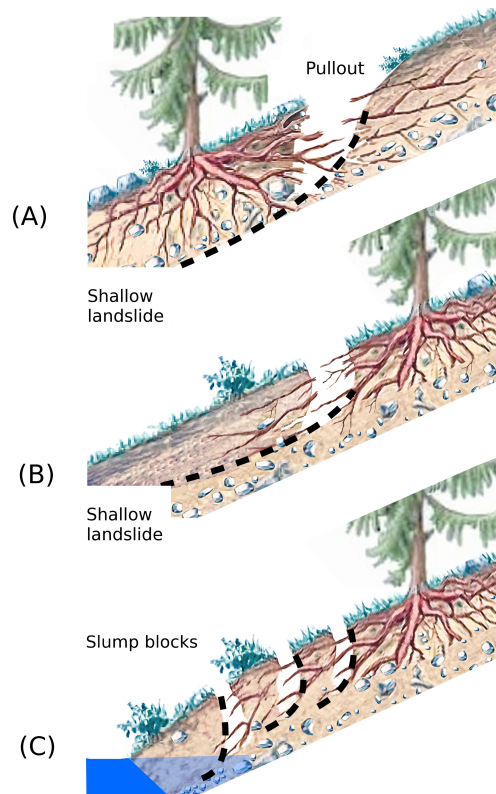 Pullout
(A)
Shallow
landslide
(B)
Shallow
landslide
Slump blocks
(C)